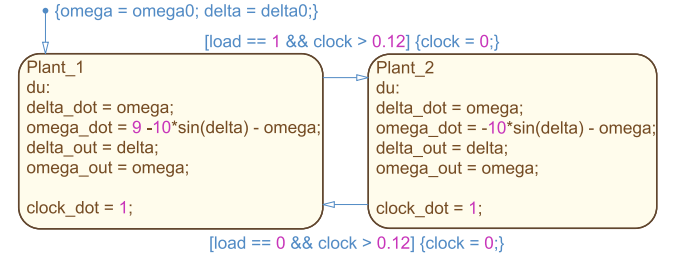 {omega = omega0; delta = delta0;}
[load == 1 && clock > 0.12] {clock = 0;}
Plant_1
du:
delta_dot = omega;
omega_dot = 9 -10*sin(delta) - omega;
delta_out = delta;
omega_out = omega;
clock_dot = 1;
Plant_2
du:
delta_dot = omega;
omega_dot = -10*sin(delta) - omega;
delta_out = delta;
omega_out = omega;
clock_dot = 1;
[load == 0 && clock > 0.12] {clock = 0;}